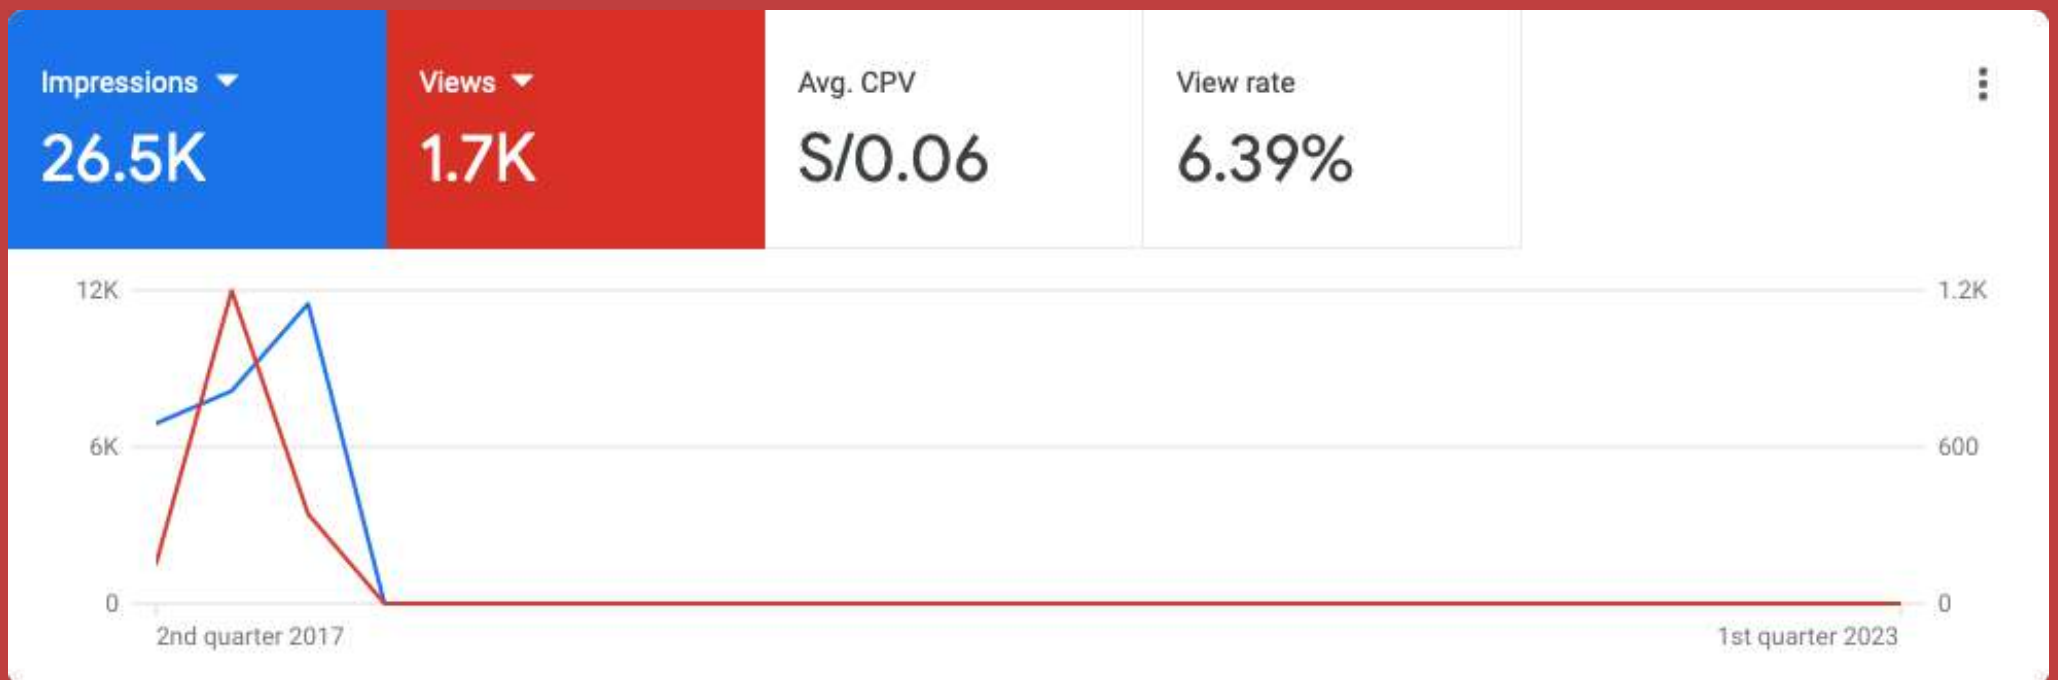 Impressions
26.5K
Views
1.7K
Avg. CPV
S/0.06
View rate
6.39%
12K
1.2K
6K
600
0
0
2nd quarter 2017
1st quarter 2023